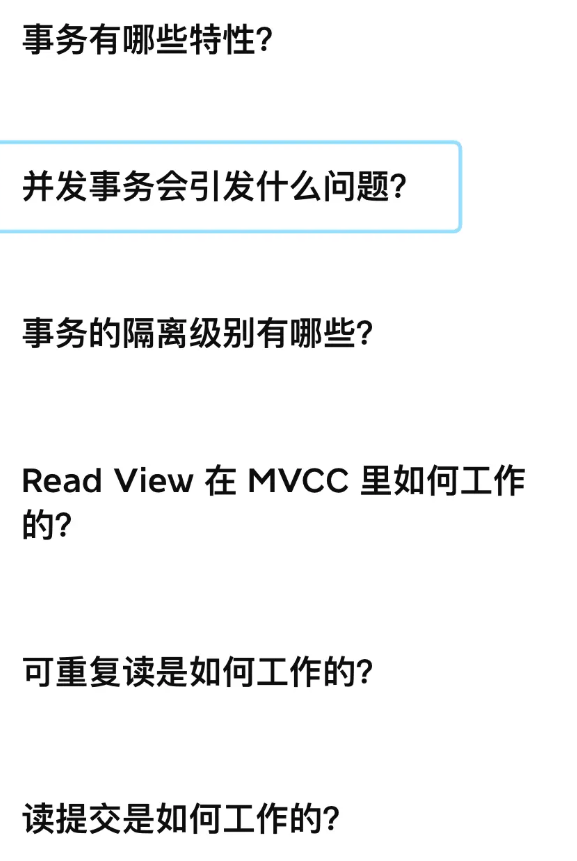 事务有哪些特性？
并发事务会引发什么问题？
事务的隔离级别有哪些？
Read View 在 MVCC 里如何工作
的？
可重复读是如何工作的？
读提交是如何工作的？